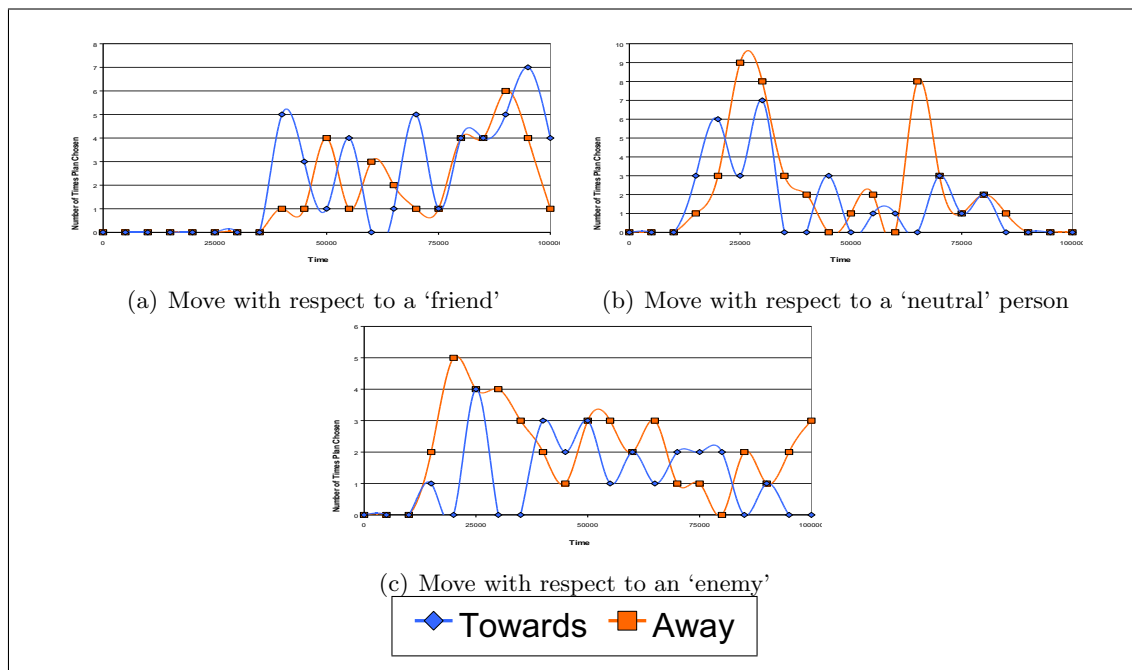 8
7
6
5
4
3
2
1
0
Number of Times Plan Chosen
0 25000 50000 75000 100000
Time
(a) Move with respect to a ‘friend’
10
9
8
7
6
5
4
3
2
1
0
Number of Times Plan Chosen
0 25000 50000 75000 100000
Time
(b) Move with respect to a ‘neutral’ person
6
5
4
3
2
1
0
Number of Times Plan Chosen
0 25000 50000 75000 100000
Time
(c) Move with respect to an ‘enemy’
Towards Away